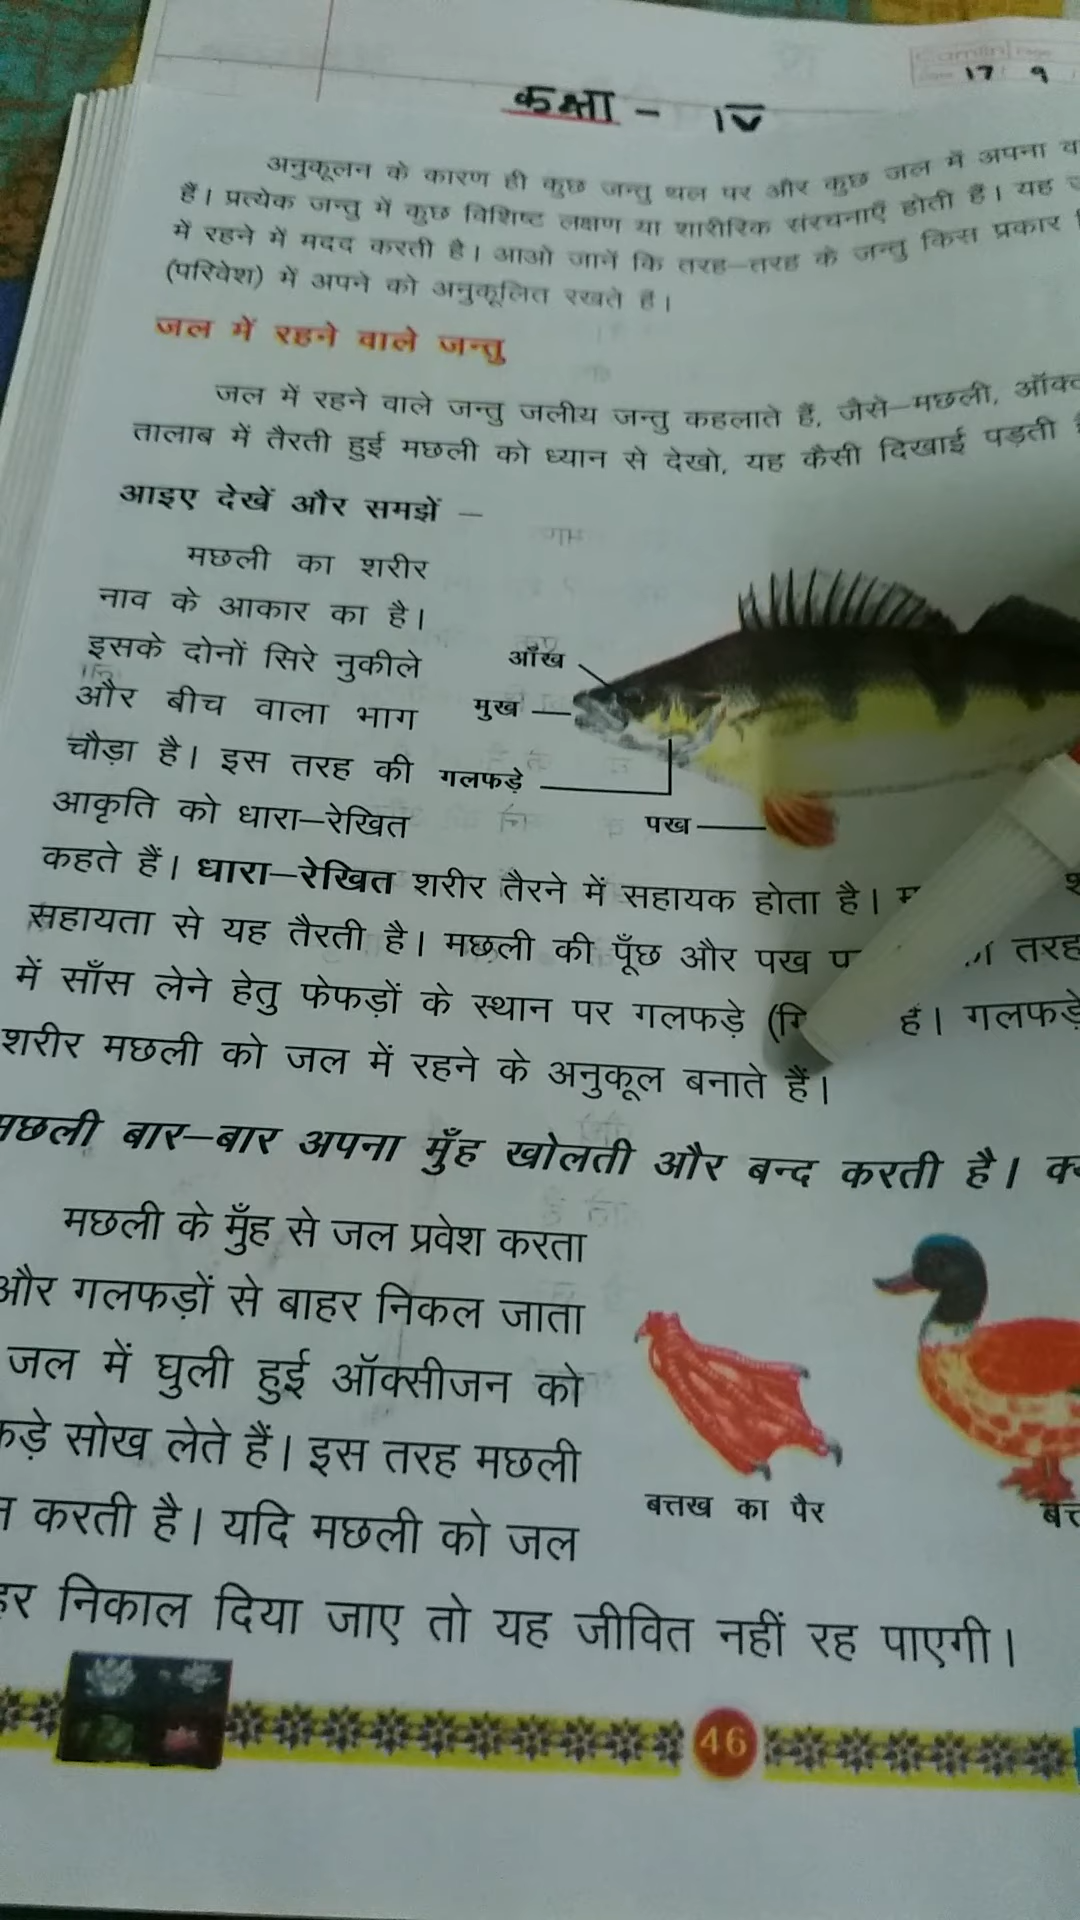 कक्षा - IV
17 9
अनुकूलन के कारण ही कुछ जन्तु थल पर और कुछ जल में अपना
हैं। प्रत्येक जन्तु में कुछ विशिष्ट लक्षण या शारीरिक संरचनाएँ होती हैं। यह
में रहने में मदद करती है। आओ जानें कि तरह–तरह के जन्तु किस प्रकार
(परिवेश) में अपने को अनुकूलित रखते हैं।
जल में रहने वाले जन्तु
जल में रहने वाले जन्तु जलीय जन्तु कहलाते हैं, जैसे–मछली,
तालाब में तैरती हुई मछली को ध्यान से देखो, यह कैसी दिखाई पड़ती
आइए देखें और समझें –
मछली का शरीर
नाव के आकार का है।
इसके दोनों सिरे नुकीले
और बीच वाला भाग
चौड़ा है। इस तरह की
आकृति को धारा–रेखित
आँख
मुख
गलफड़े
पख
कहते हैं। धारा–रेखित शरीर तैरने में सहायक होता है।
सहायता से यह तैरती है। मछली की पूँछ और पख तरह
में साँस लेने हेतु फेफड़ों के स्थान पर गलफड़े हैं। गलफड़े
शरीर मछली को जल में रहने के अनुकूल बनाते हैं।
मछली बार–बार अपना मुँह खोलती और बन्द करती है।
मछली के मुँह से जल प्रवेश करता
और गलफड़ों से बाहर निकल जाता
जल में घुली हुई ऑक्सीजन को
सोख लेते हैं। इस तरह मछली
करती है। यदि मछली को जल
निकाल दिया जाए तो यह जीवित नहीं रह पाएगी।
बत्तख का पैर
46